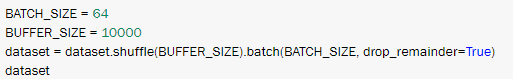 BATCH_SIZE = 64
BUFFER_SIZE = 10000
dataset = dataset.shuffle(BUFFER_SIZE).batch(BATCH_SIZE, drop_remainder=True)
dataset